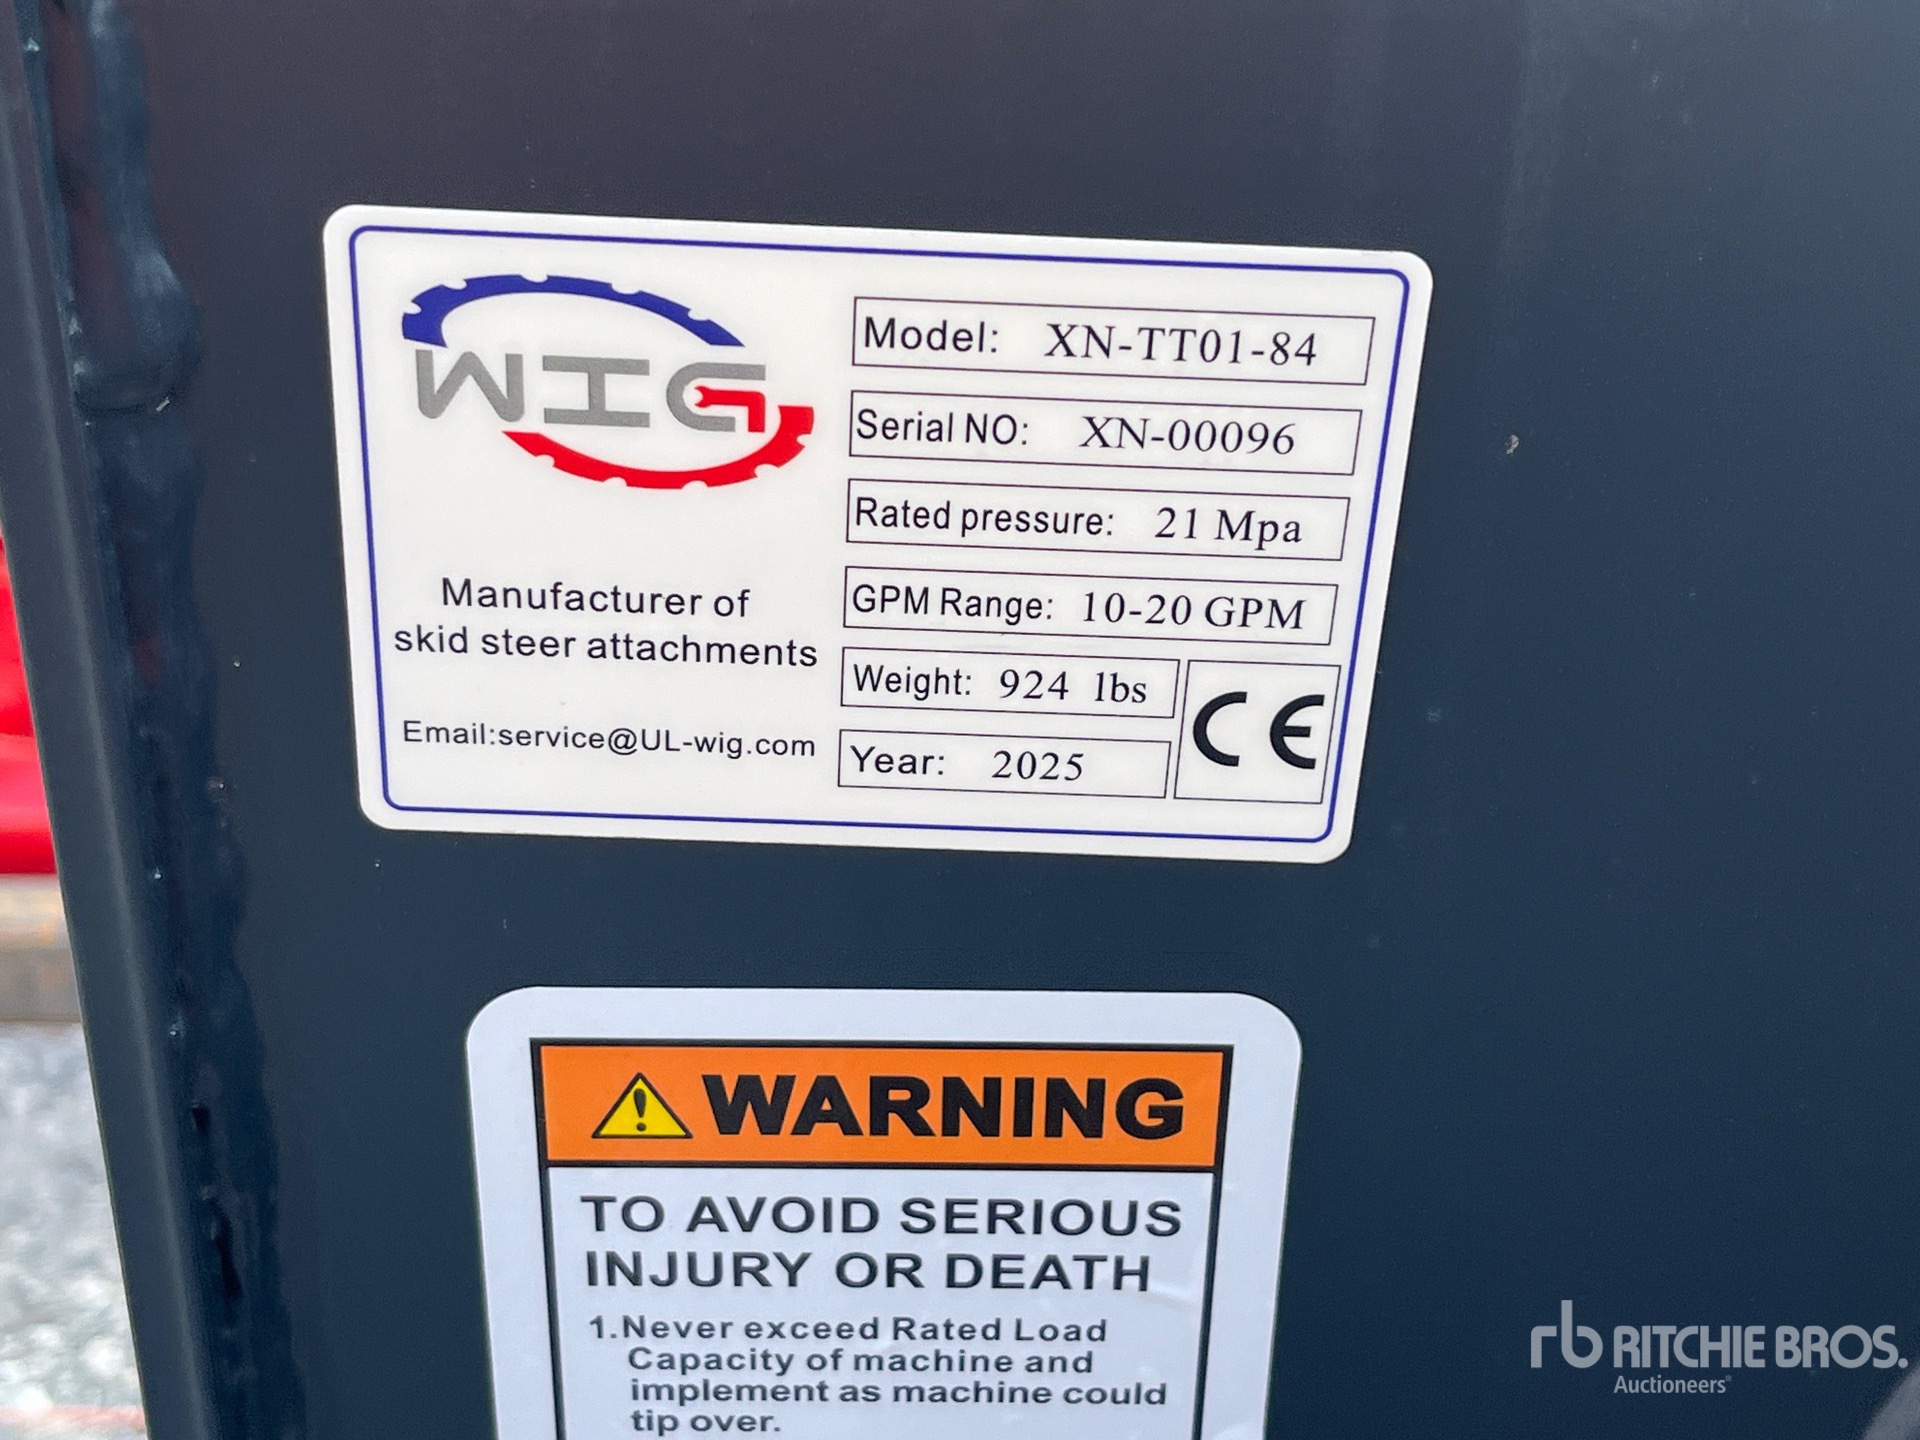 WIG
Manufacturer of
skid steer attachments
Email:service@UL-wig.com
Model: XN-TT01-84
Serial NO: XN-00096
Rated pressure: 21 Mpa
GPM Range: 10-20 GPM
Weight: 924 lbs
Year: 2025
CE
WARNING
TO AVOID SERIOUS
INJURY OR DEATH
1.Never exceed Rated Load
Capacity of machine and
implement as machine could
tip over.
rb RITCHIE BROS.
Auctioneers®